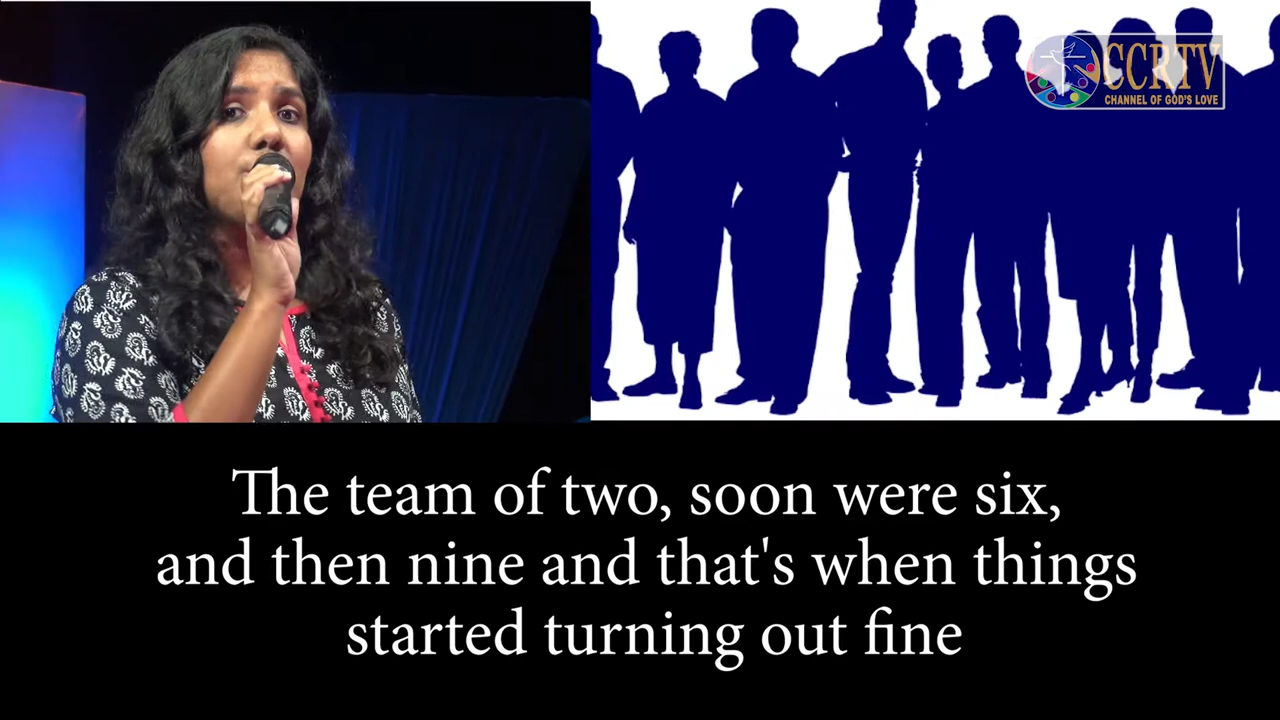 CCRTV
CHANNEL OF GOD'S LOVE
The team of two, soon were six,
and then nine and that's when things
started turning out fine